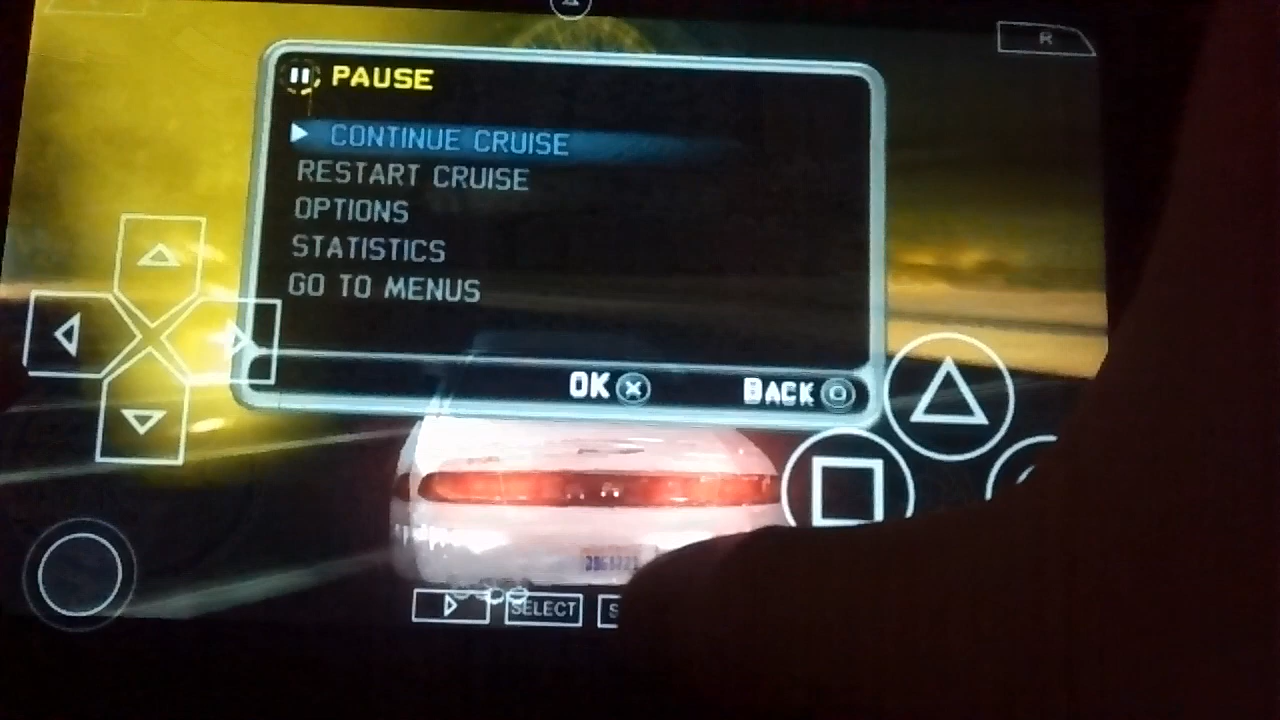 R
PAUSE
CONTINUE CRUISE
RESTART CRUISE
OPTIONS
STATISTICS
GO TO MENUS
OK
BACK
SELECT
S